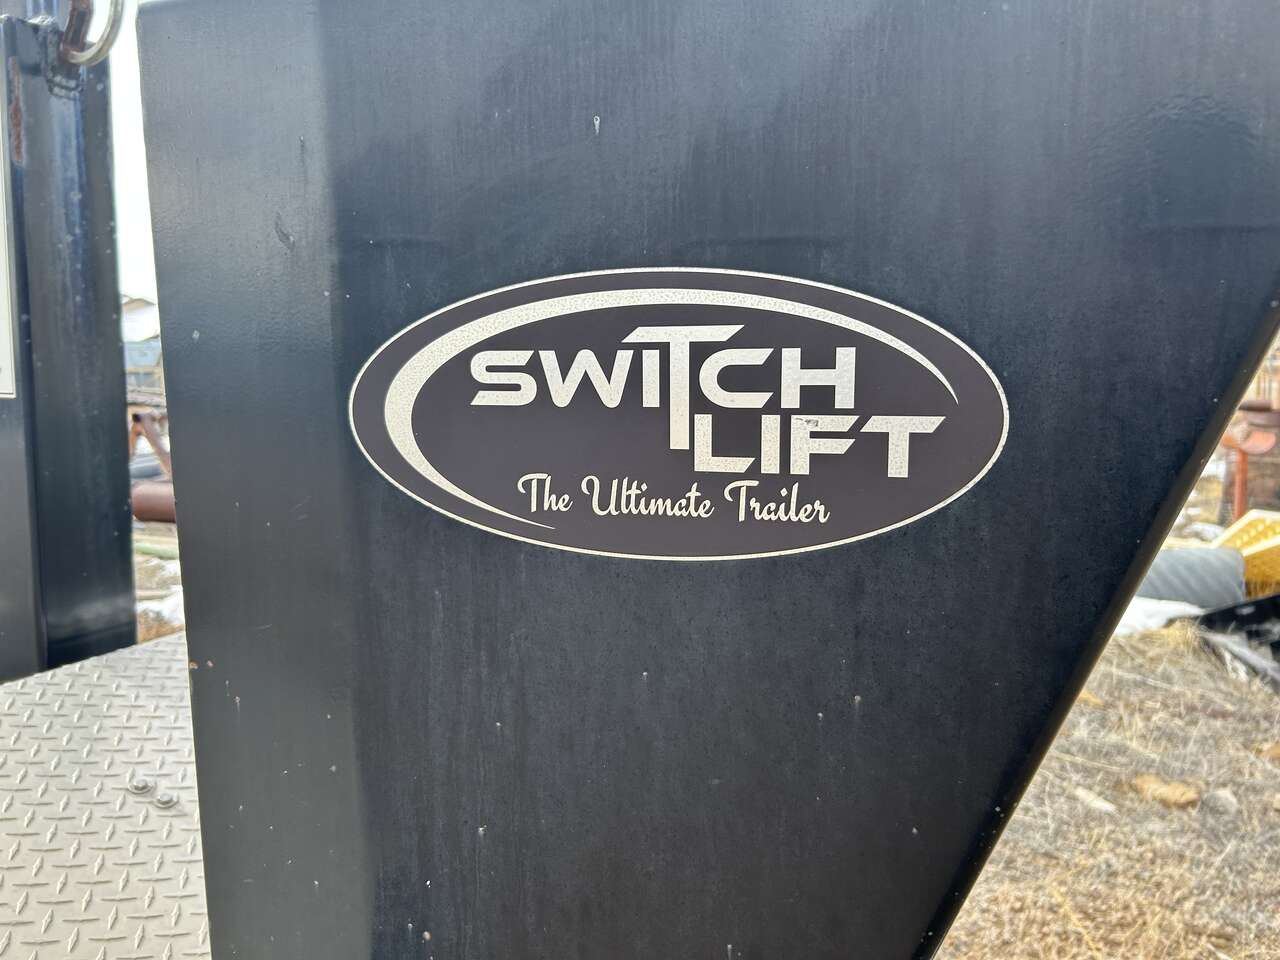 SWITCH
LIFT
The Ultimate Trailer